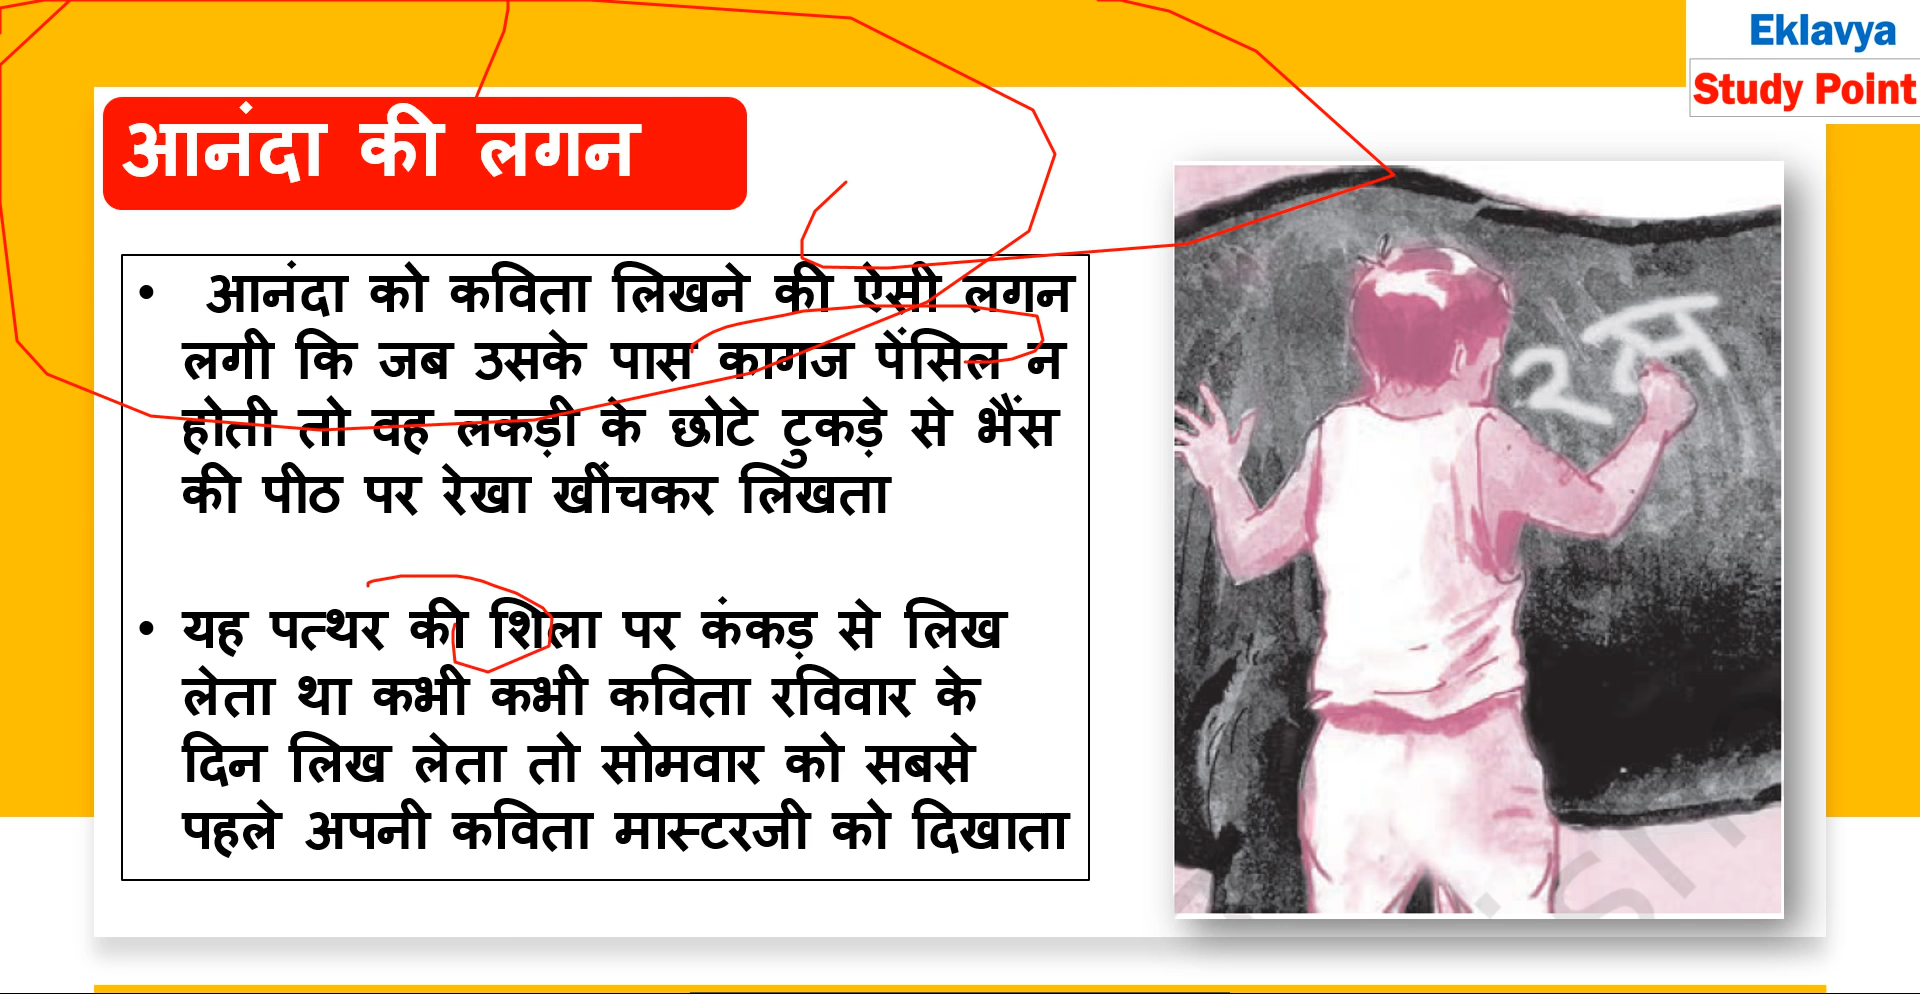 Eklavya
Study Point
आनंदा की लगन
• आनंदा को कविता लिखने की ऐसी लगन
लगी कि जब उसके पास कागज पेंसिल न
होती तो वह लकड़ी के छोटे टुकड़े से भैंस
की पीठ पर रेखा खींचकर लिखता
• यह पत्थर की शिला पर कंकड़ से लिख
लेता था कभी कभी कविता रविवार के
दिन लिख लेता तो सोमवार को सबसे
पहले अपनी कविता मास्टरजी को दिखाता